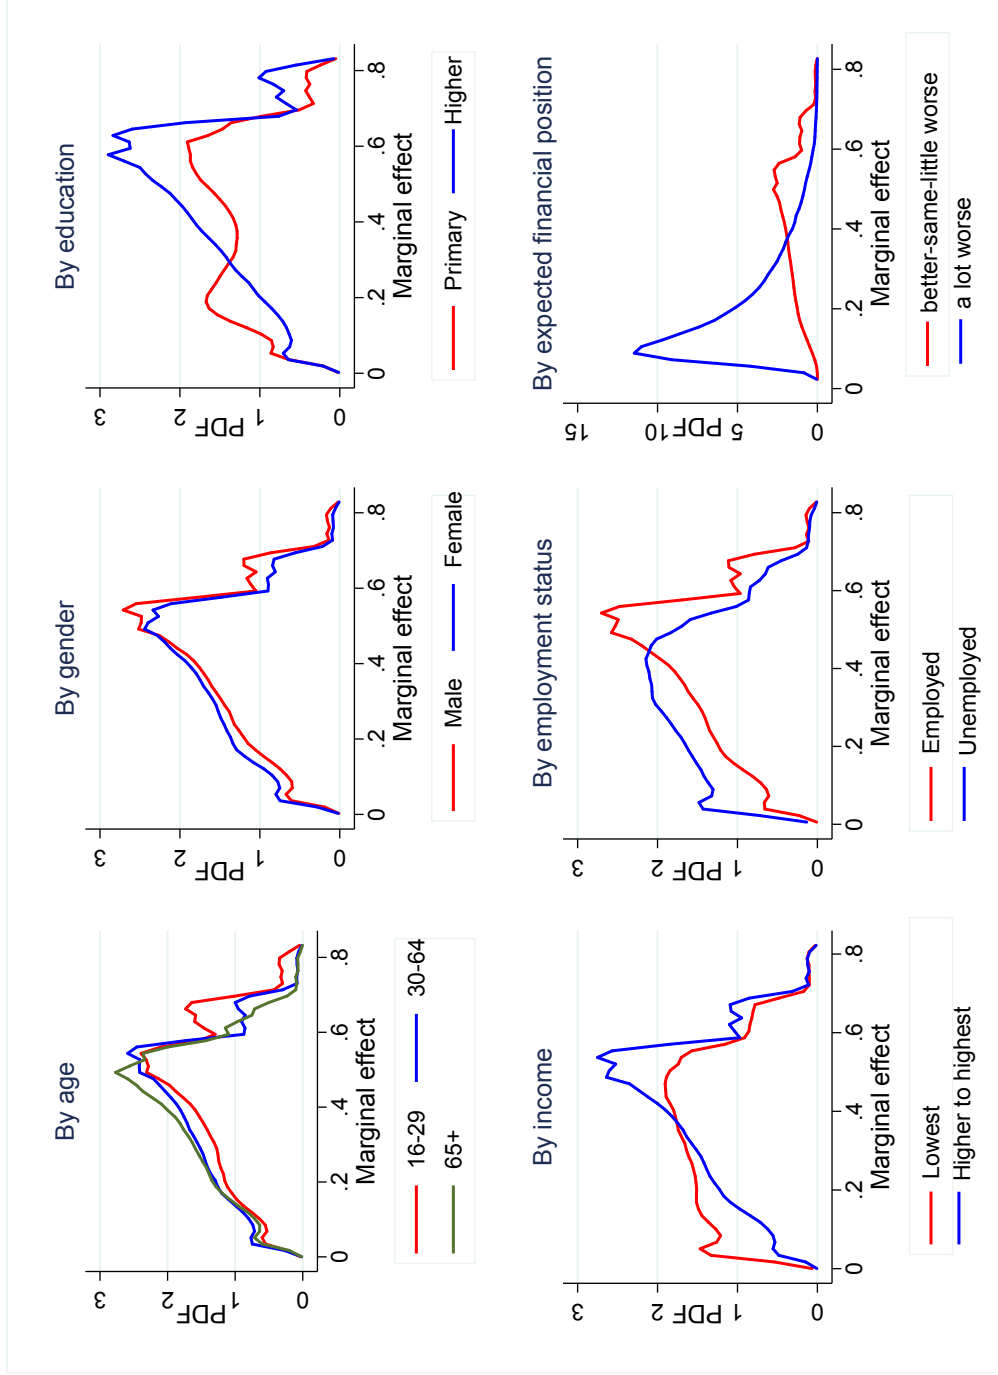 By age
PDF
3
2
1
0
0
.2
.4
.6
.8
Marginal effect
16-29
30-64
65+
By gender
PDF
3
2
1
0
0
.2
.4
.6
.8
Marginal effect
Male
Female
By education
PDF
3
2
1
0
0
.2
.4
.6
.8
Marginal effect
Primary
Higher
By income
PDF
3
2
1
0
0
.2
.4
.6
.8
Marginal effect
Lowest
Higher to highest
By employment status
PDF
3
2
1
0
0
.2
.4
.6
.8
Marginal effect
Employed
Unemployed
By expected financial position
PDF
15
10
5
0
0
.2
.4
.6
.8
Marginal effect
better-same-little worse
a lot worse